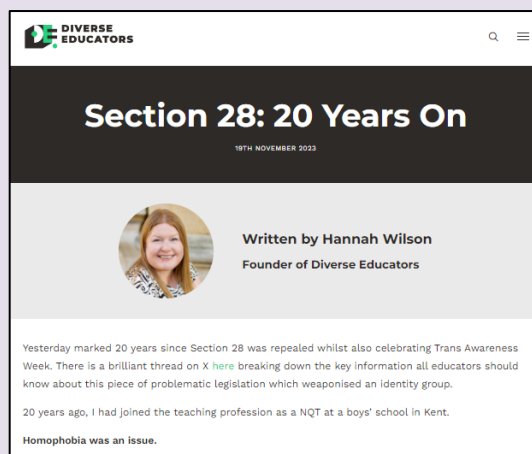 DIVERSE
EDUCATORS
Section 28: 20 Years On
19TH NOVEMBER 2023
Written by Hannah Wilson
Founder of Diverse Educators
Yesterday marked 20 years since Section 28 was repealed whilst also celebrating Trans Awareness
Week. There is a brilliant thread on X here breaking down the key information all educators should
know about this piece of problematic legislation which weaponised an identity group.
20 years ago, I had joined the teaching profession as a NQT at a boys' school in Kent.
Homophobia was an issue.